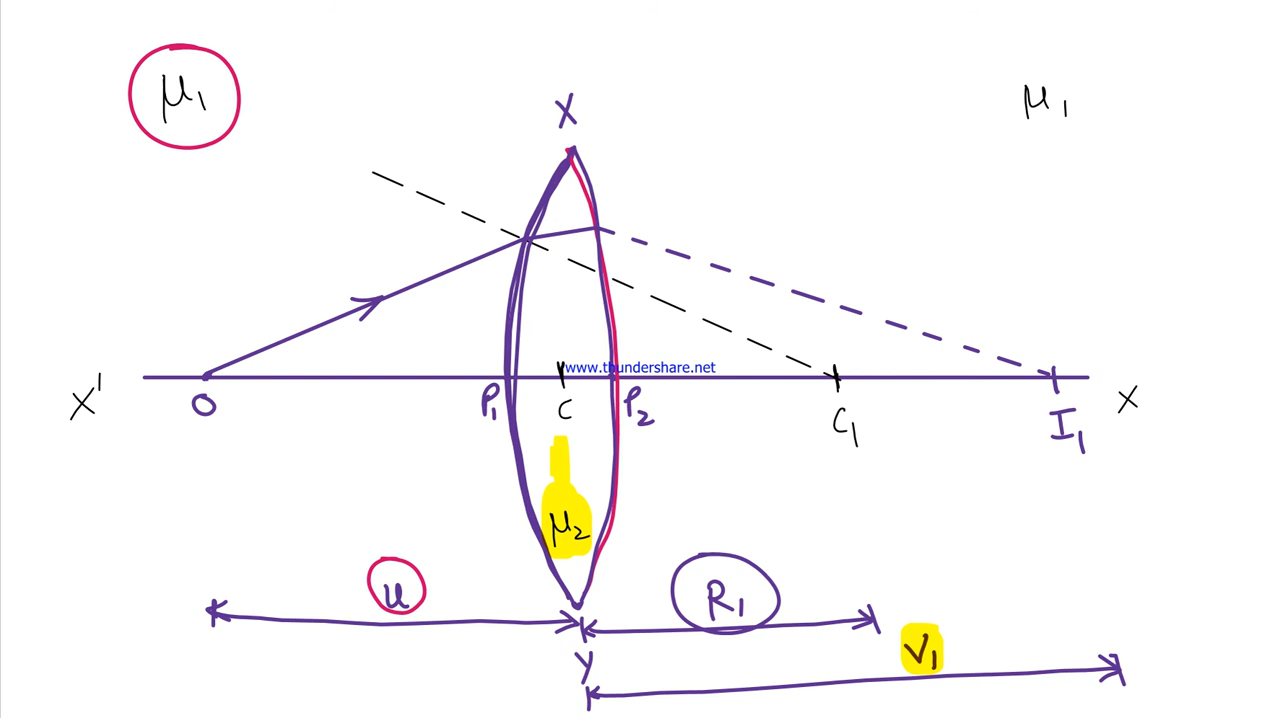 μ₁
μ₁
X
www.thundershare.net
X'
O
P₁
C
P₂
C₁
I₁
X
μ₂
u
R₁
V₁
Y